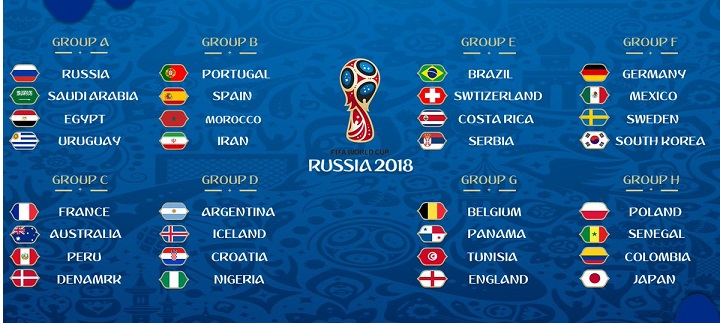 GROUP A
RUSSIA
SAUDI ARABIA
EGYPT
URUGUAY
GROUP B
PORTUGAL
SPAIN
MOROCCO
IRAN
FIFA WORLD CUP
RUSSIA 2018
GROUP E
BRAZIL
SWTIZERLAND
COSTA RICA
SERBIA
GROUP F
GERMANY
MEXICO
SWEDEN
SOUTH KOREA
GROUP C
FRANCE
AUSTRALIA
PERU
DENAMRK
GROUP D
ARGENTINA
ICELAND
CROATIA
NIGERIA
GROUP G
BELGIUM
PANAMA
TUNISIA
ENGLAND
GROUP H
POLAND
SENEGAL
COLOMBIA
JAPAN